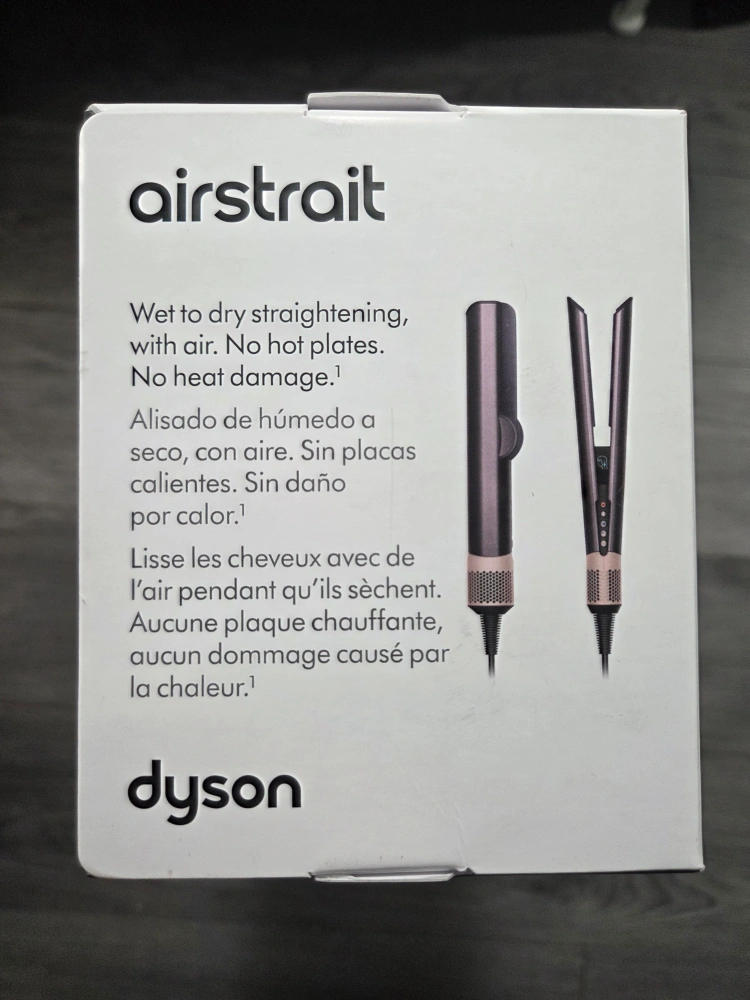 airstrait
Wet to dry straightening,
with air. No hot plates.
No heat damage.¹
Alisado de húmedo a
seco, con aire. Sin placas
calientes. Sin daño
por calor.¹
Lisse les cheveux avec de
l'air pendant qu'ils sèchent.
Aucune plaque chauffante,
aucun dommage causé par
la chaleur.¹
dyson